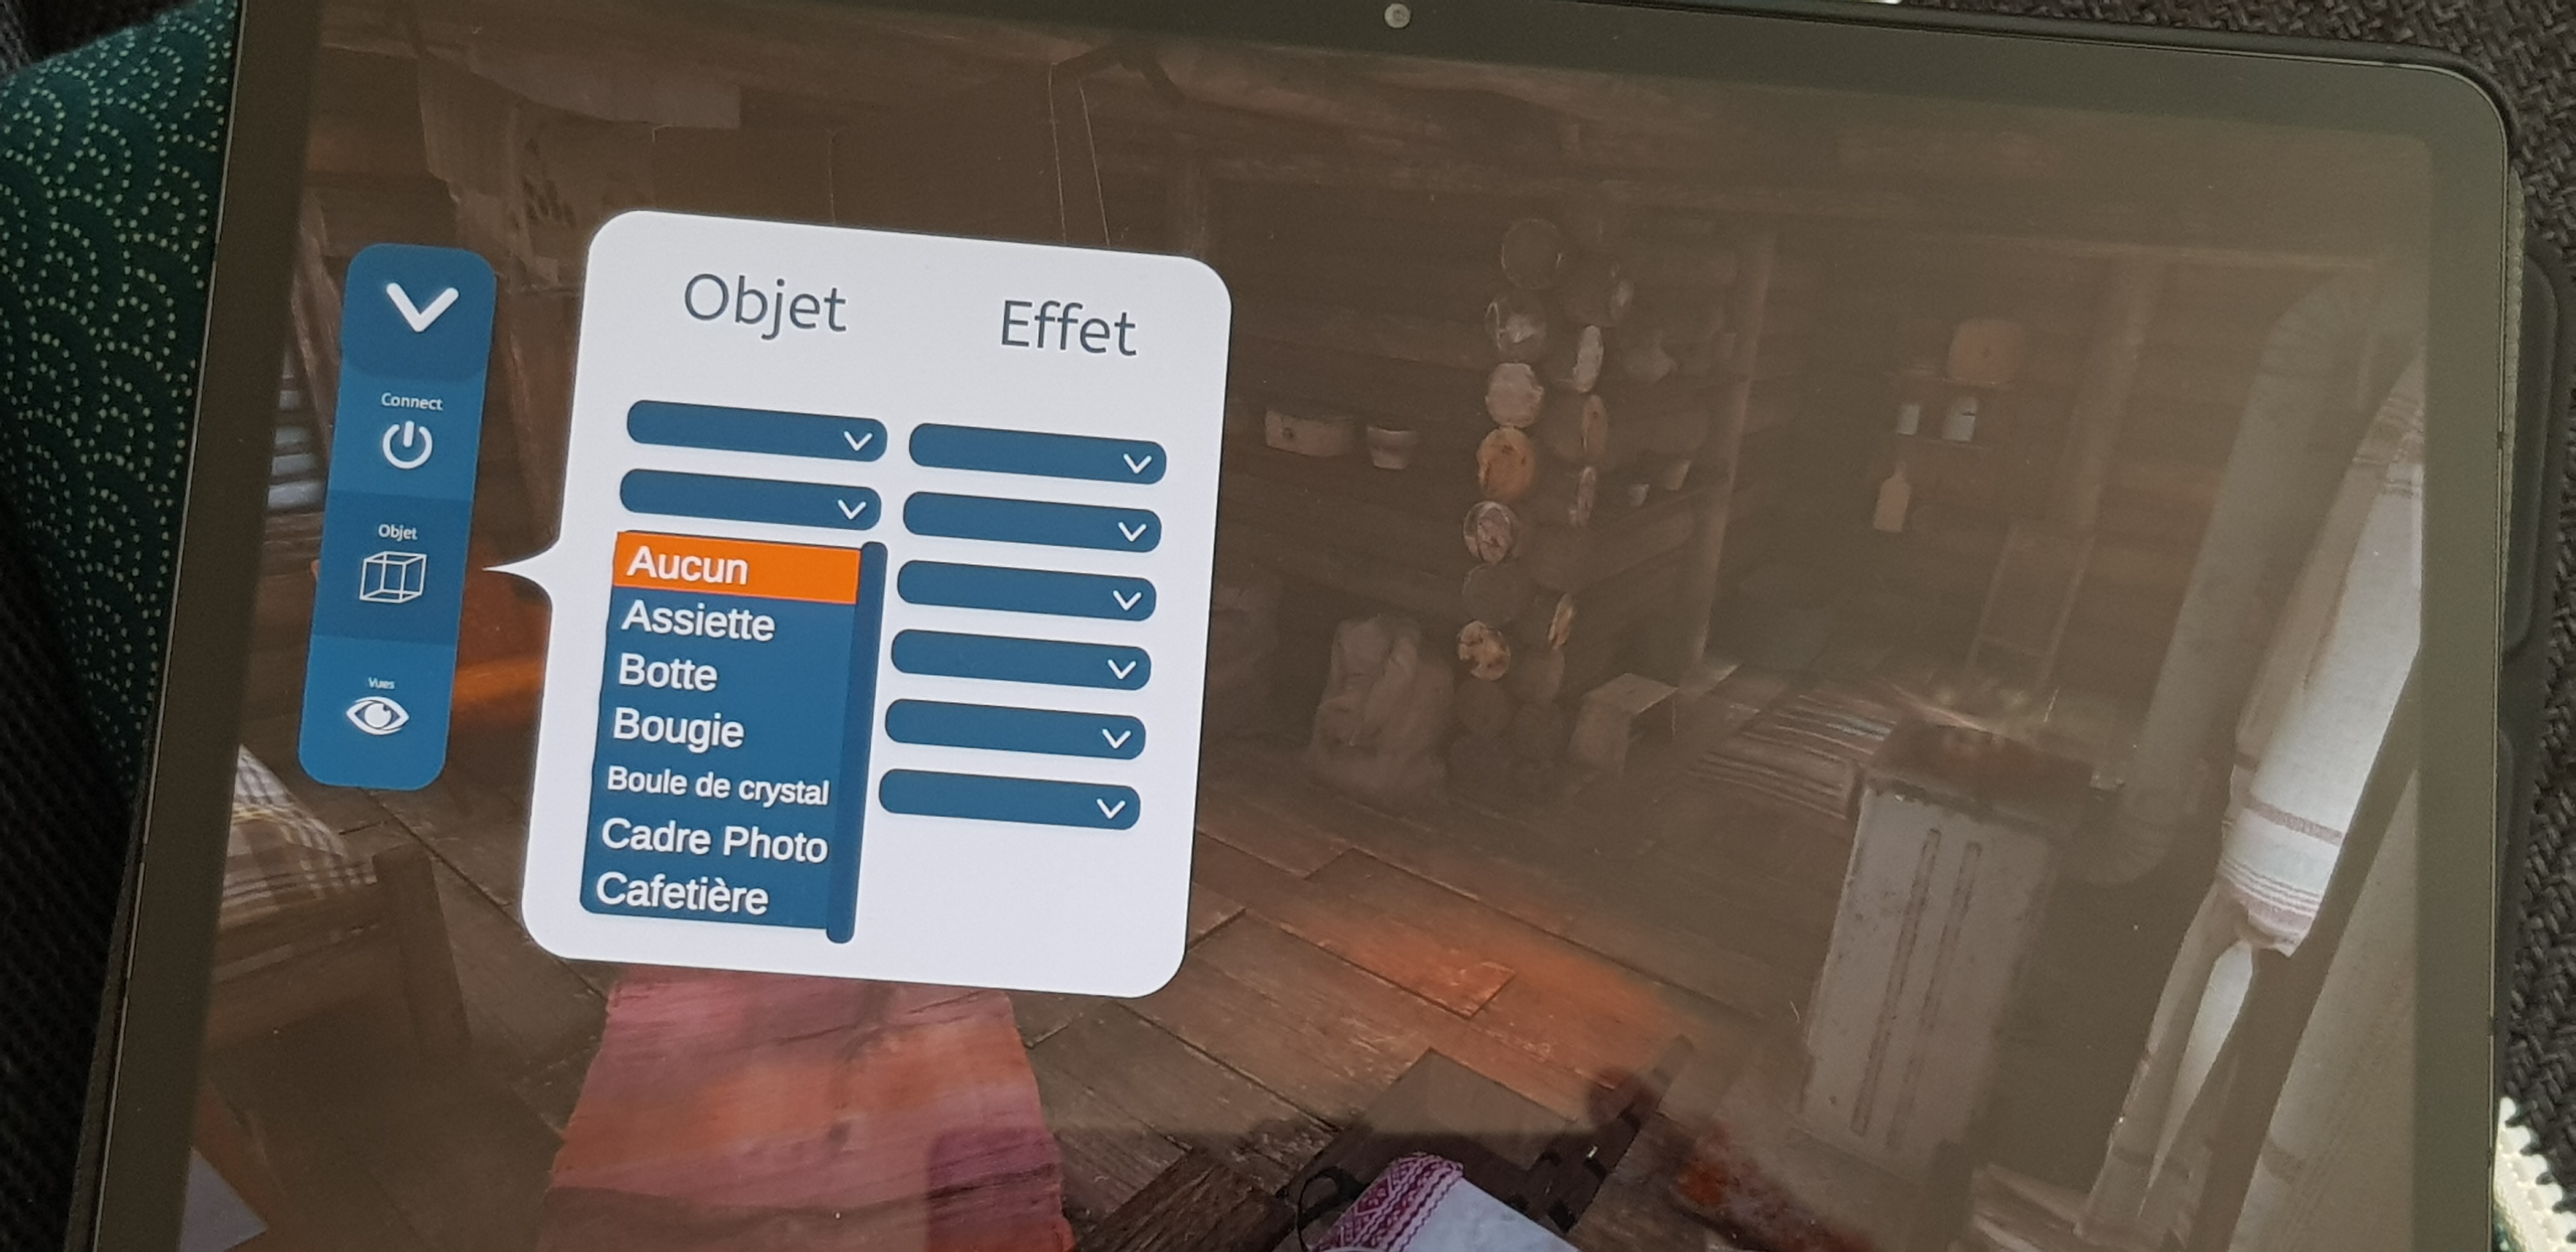 Connect
Objet
Vues
Objet
Effet
Aucun
Assiette
Botte
Bougie
Boule de crystal
Cadre Photo
Cafetière